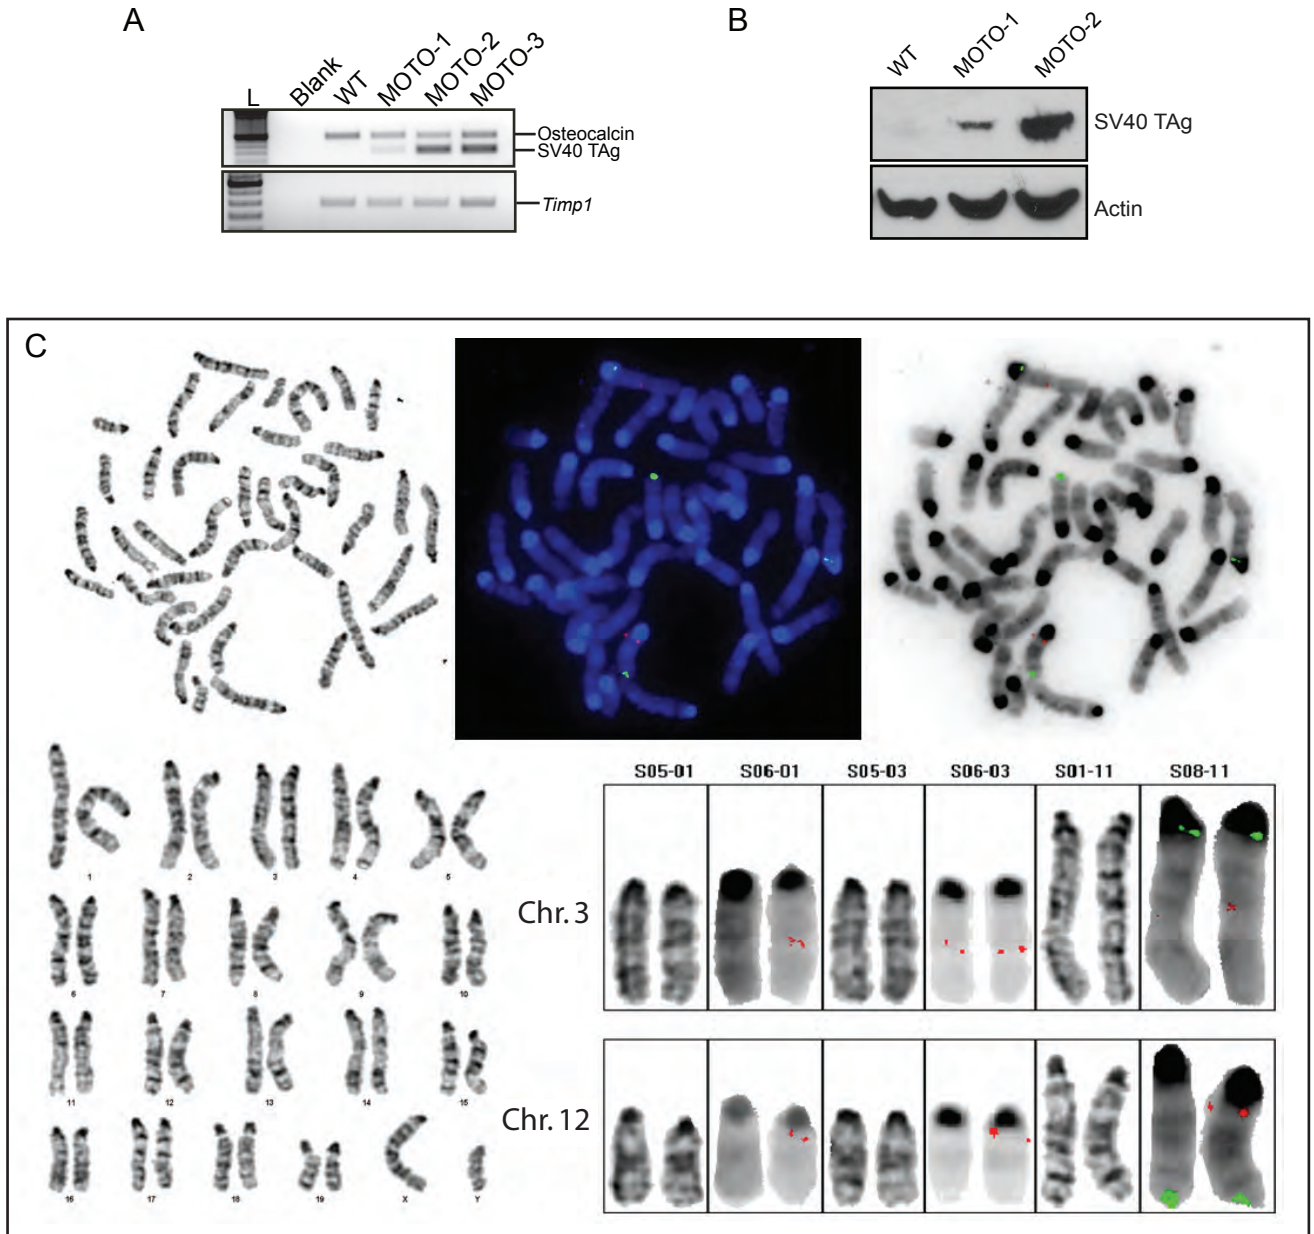 A
L
Blank
WT
MOTO-1
MOTO-2
MOTO-3
Osteocalcin
SV40 TAg
Timp1
B
WT
MOTO-1
MOTO-2
SV40 TAg
Actin
C
1 2 3 4 5
6 7 8 9 10
11 12 13 14 15
16 17 18 19 X Y
S05-01 S06-01 S05-03 S06-03 S01-11 S08-11
Chr. 3
Chr. 12